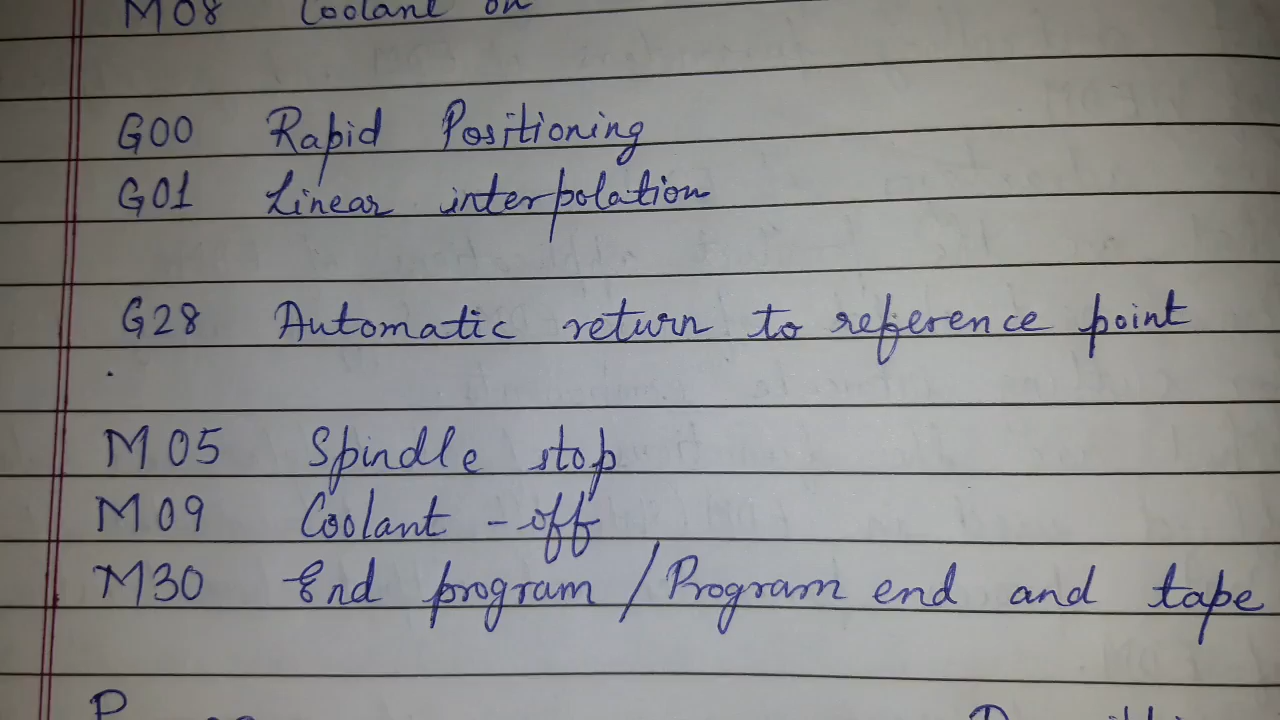 M08 Coolant on
G00 Rapid Positioning
G01 Linear interpolation
G28 Automatic return to reference point
M05 Spindle stop
M09 Coolant - off
M30 End program / Program end and tape